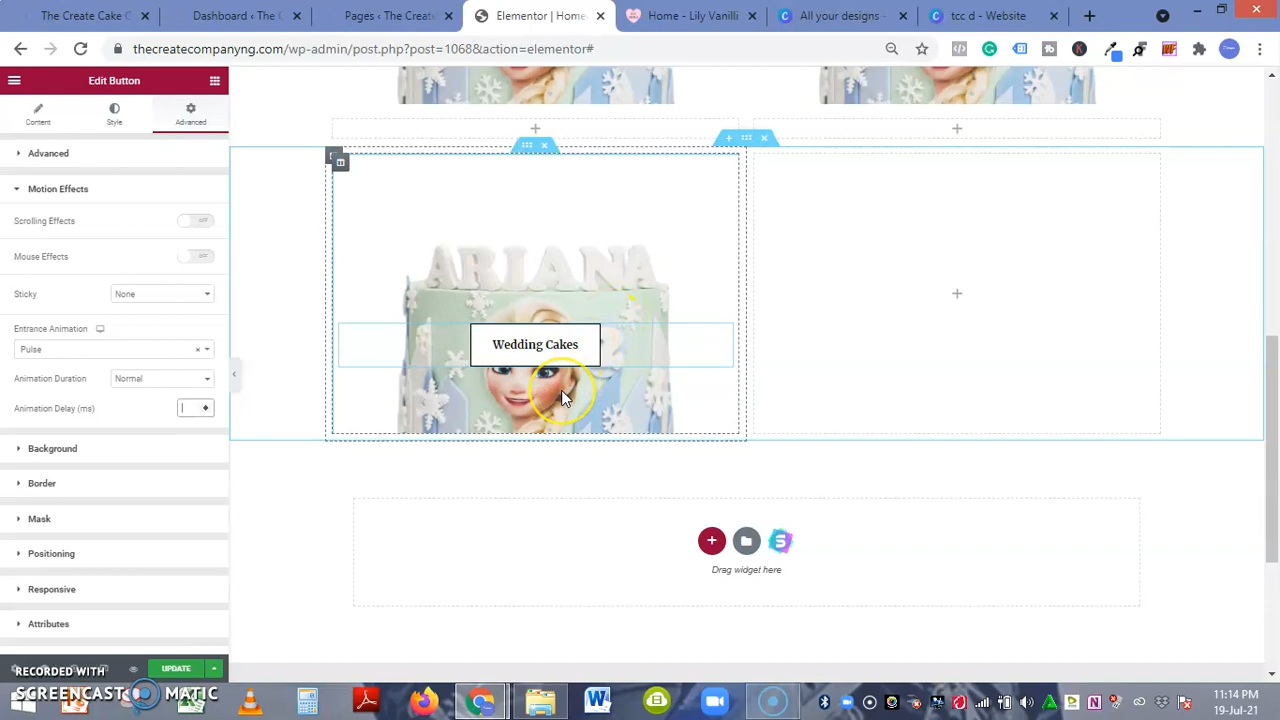 The Create Cake C
Dashboard ‹ The C
Pages ‹ The Creat
Elementor | Home
Home - Lily Vanilli
All your designs -
tcc d - Website
thecreatecompanyng.com/wp-admin/post.php?post=1068&action=elementor#
Edit Button
Content
Style
Advanced
Advanced
Motion Effects
Scrolling Effects
OFF
Mouse Effects
OFF
Sticky
None
Entrance Animation
Pulse
Animation Duration
Normal
Animation Delay (ms)
Background
Border
Mask
Positioning
Responsive
Attributes
UPDATE
ARIANA
Wedding Cakes
Drag widget here
RECORDED WITH
SCREENCAST MATIC
11:14 PM
19-Jul-21